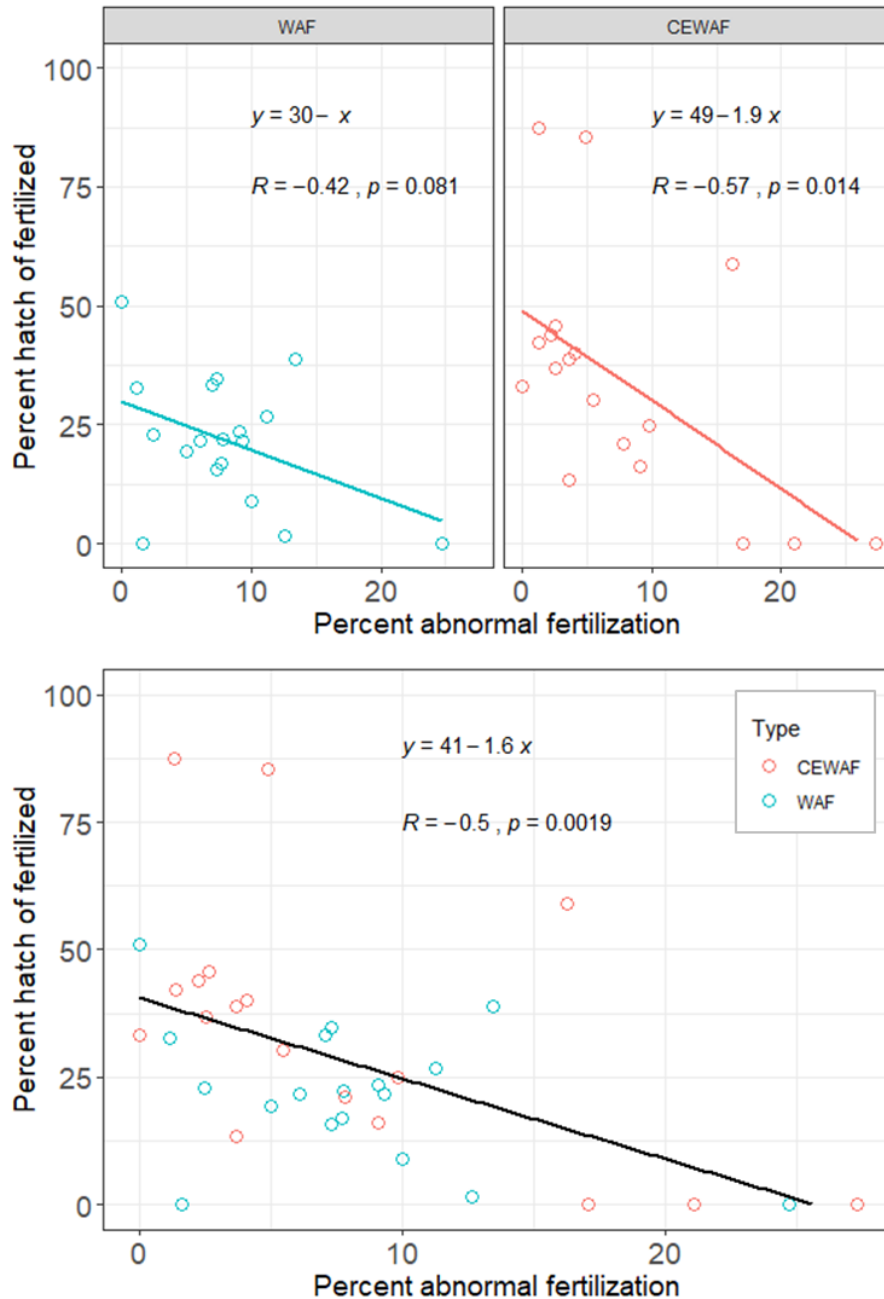 WAF CEWAF
100
75
50
25
0
Percent hatch of fertilized
y = 30 − x
R = −0.42 , p = 0.081
y = 49 − 1.9 x
R = −0.57 , p = 0.014
0 10 20 0 10 20
Percent abnormal fertilization
100
75
50
25
0
Percent hatch of fertilized
y = 41 − 1.6 x
R = −0.5 , p = 0.0019
Type
CEWAF
WAF
0 10 20
Percent abnormal fertilization